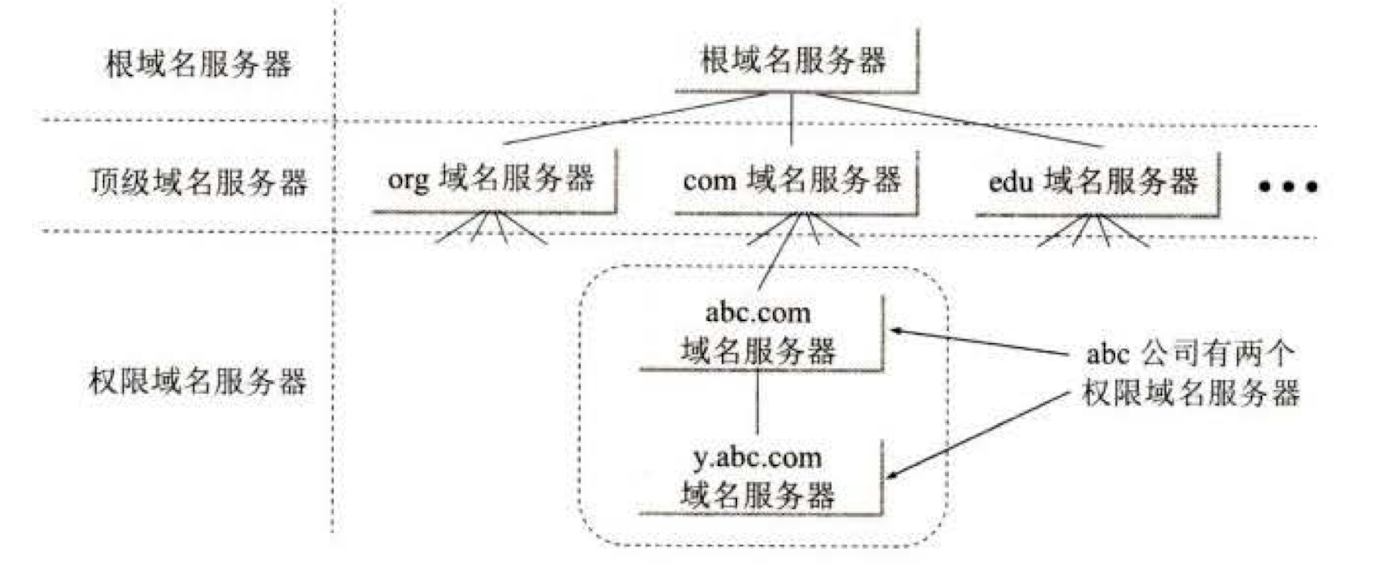 根域名服务器
根域名服务器
顶级域名服务器
org 域名服务器
com 域名服务器
edu 域名服务器
•••
abc.com
域名服务器
abc 公司有两个
权限域名服务器
权限域名服务器
y.abc.com
域名服务器